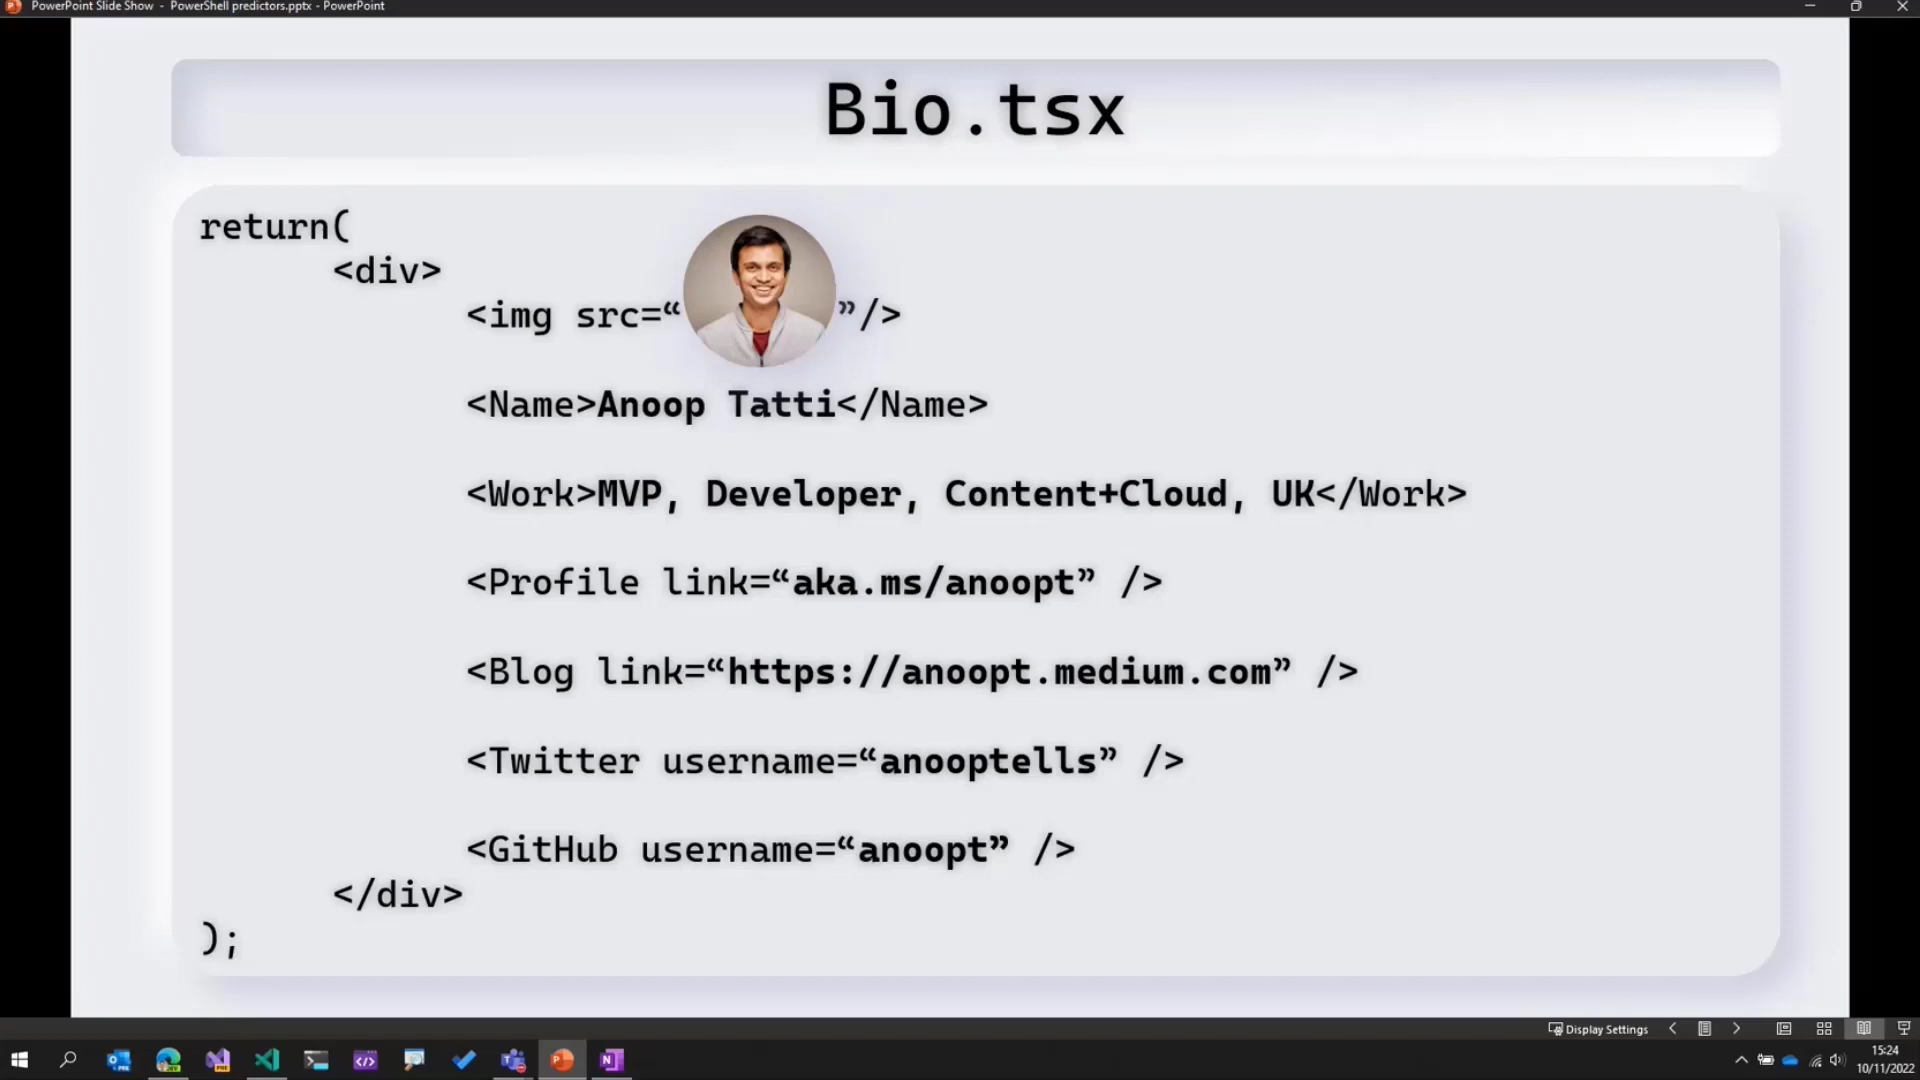 PowerPoint Slide Show - PowerShell predictors.pptx - PowerPoint
Bio.tsx
return(
<div>
<img src=“ ”/>
<Name>Anoop Tatti</Name>
<Work>MVP, Developer, Content+Cloud, UK</Work>
<Profile link=“aka.ms/anoopt” />
<Blog link=“https://anoopt.medium.com” />
<Twitter username=“anooptells” />
<GitHub username=“anoopt” />
</div>
);
Display Settings
15:24
10/11/2022